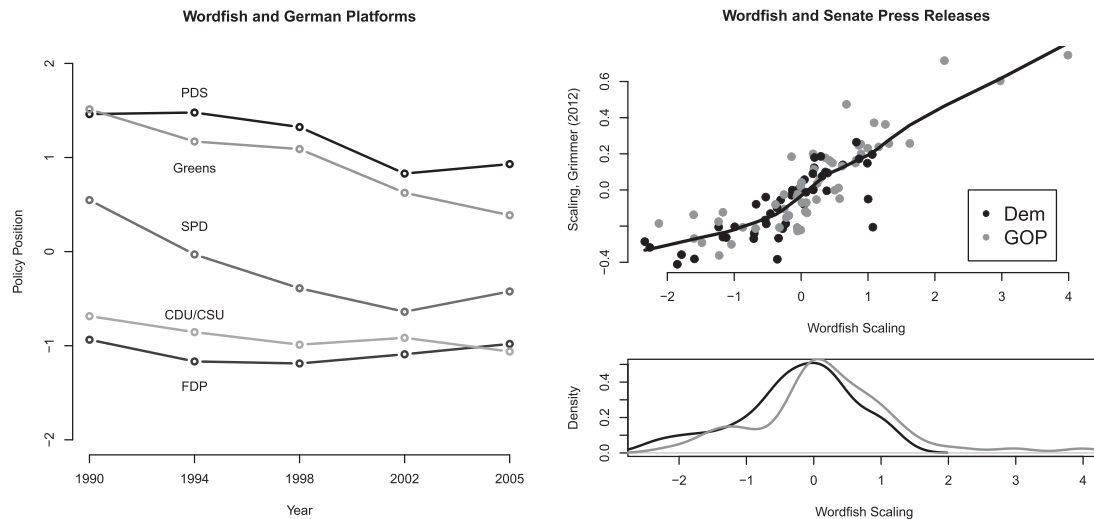 Wordfish and German Platforms
Policy Position
2
1
0
−1
−2
PDS
Greens
SPD
CDU/CSU
FDP
1990 1994 1998 2002 2005
Year
Wordfish and Senate Press Releases
Scaling, Grimmer (2012)
0.6
0.4
0.2
0.0
−0.4
Dem
GOP
−2 −1 0 1 2 3 4
Wordfish Scaling
Density
0.4
0.2
0.0
−2 −1 0 1 2 3 4
Wordfish Scaling